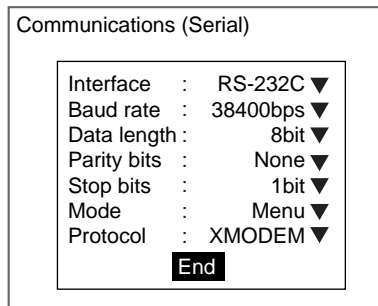 Communications (Serial)
Interface : RS-232C ▼
Baud rate : 38400bps ▼
Data length : 8bit ▼
Parity bits : None ▼
Stop bits : 1bit ▼
Mode : Menu ▼
Protocol : XMODEM ▼
End